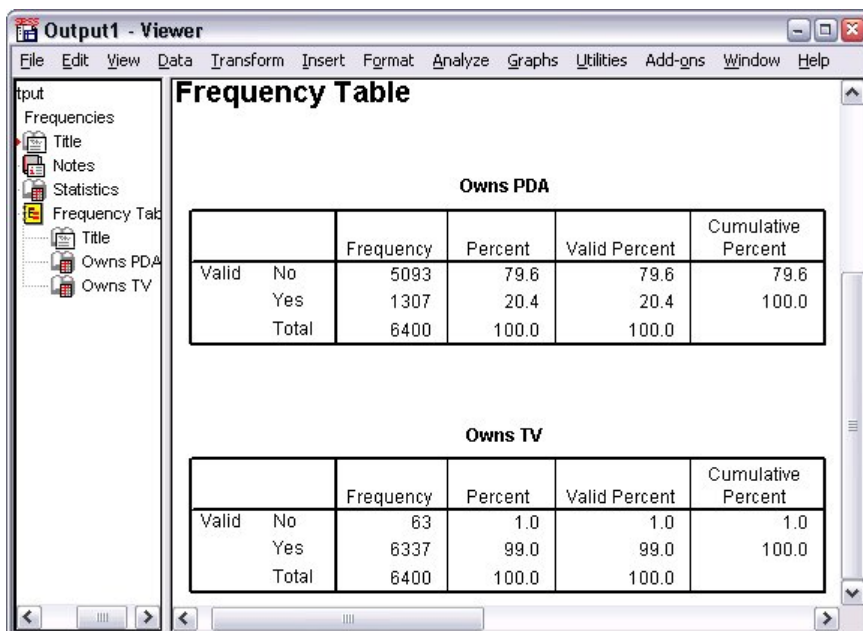 Output1 - Viewer
File Edit View Data Transform Insert Format Analyze Graphs Utilities Add-ons Window Help
tput
Frequencies
Title
Notes
Statistics
Frequency Tab
Title
Owns PDA
Owns TV
Frequency Table
Owns PDA
Frequency Percent Valid Percent Cumulative Percent
Valid No 5093 79.6 79.6 79.6
Yes 1307 20.4 20.4 100.0
Total 6400 100.0 100.0
Owns TV
Frequency Percent Valid Percent Cumulative Percent
Valid No 63 1.0 1.0 1.0
Yes 6337 99.0 99.0 100.0
Total 6400 100.0 100.0